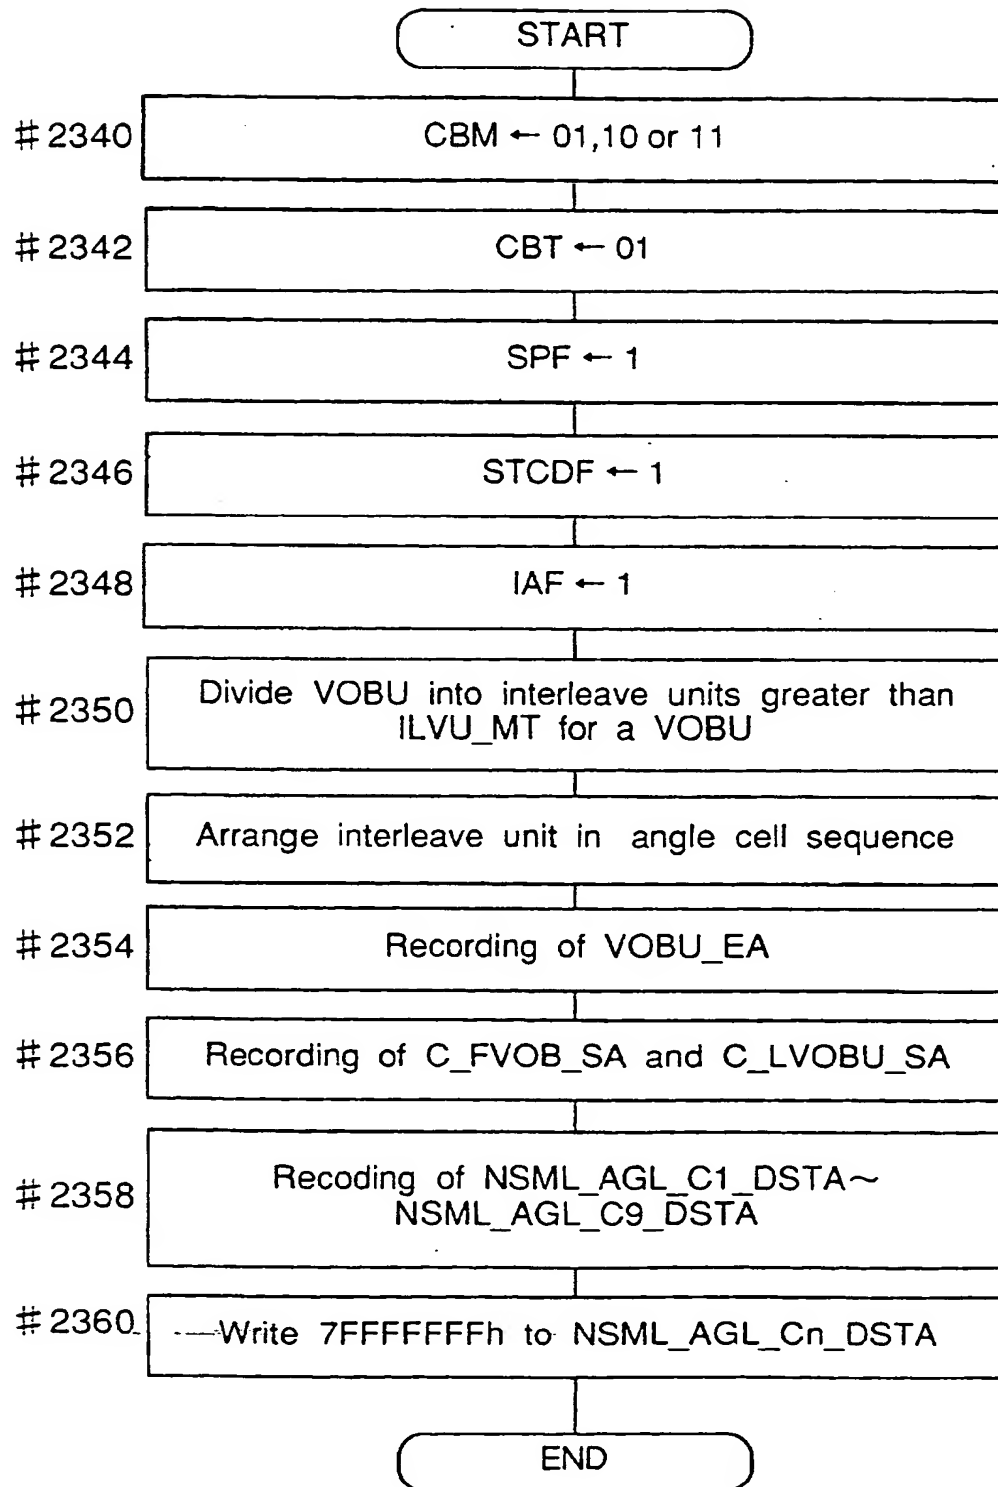 START
#2340 CBM ← 01,10 or 11
#2342 CBT ← 01
#2344 SPF ← 1
#2346 STCDF ← 1
#2348 IAF ← 1
#2350 Divide VOBU into interleave units greater than
ILVU_MT for a VOBU
#2352 Arrange interleave unit in angle cell sequence
#2354 Recording of VOBU_EA
#2356 Recording of C_FVOB_SA and C_LVOBU_SA
#2358 Recoding of NSML_AGL_C1_DSTA~
NSML_AGL_C9_DSTA
#2360 Write 7FFFFFFFh to NSML_AGL_Cn_DSTA
END